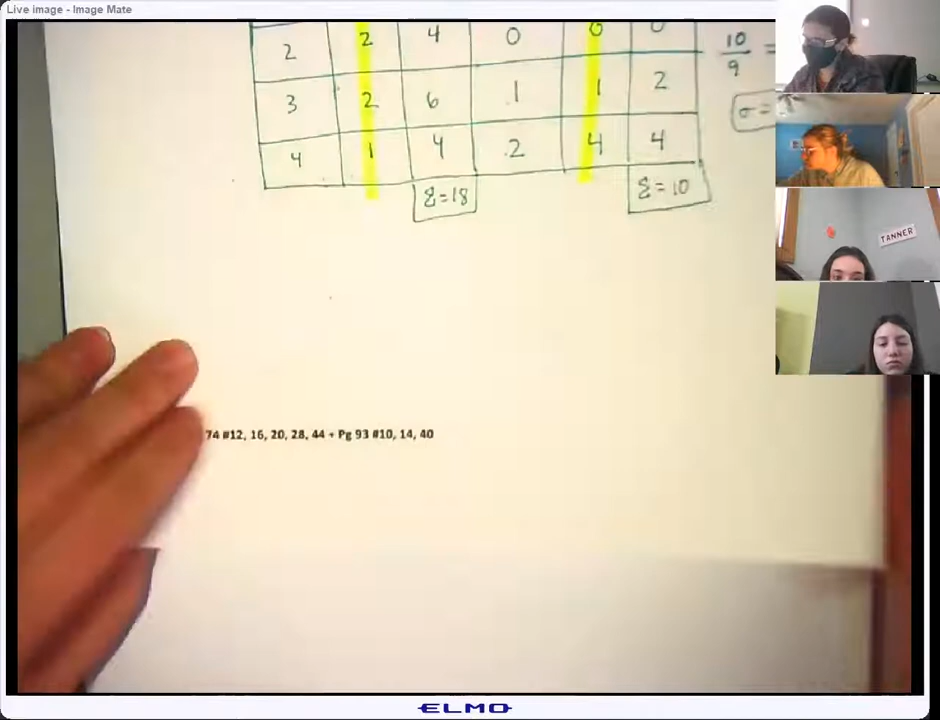 Live image - Image Mate
2 2 4 0 0 0
3 2 6 1 1 2
4 1 4 2 4 4
Σ=18 Σ=10
10/9 =
σ=
74 #12, 16, 20, 28, 44 + Pg 93 #10, 14, 40
TANNER
ELMO